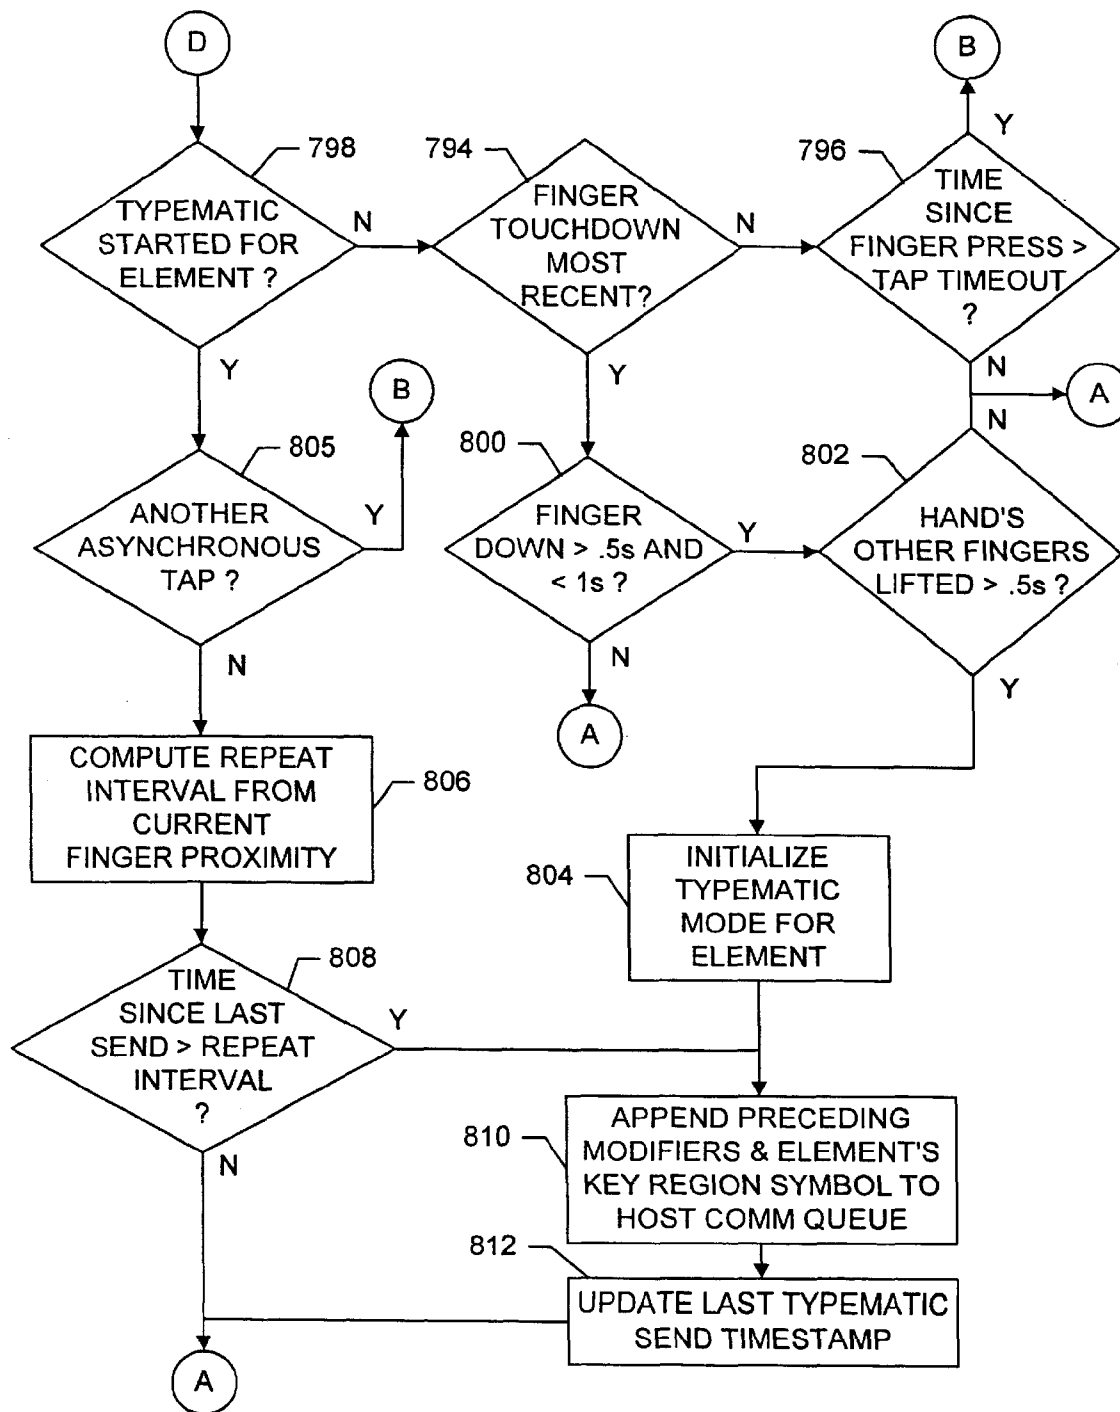 D
B
798
794
796
TYPEMATIC
STARTED FOR
ELEMENT ?
N
Y
FINGER
TOUCHDOWN
MOST
RECENT?
N
Y
TIME
SINCE
FINGER PRESS >
TAP TIMEOUT
?
Y
N
A
N
B
805
800
802
ANOTHER
ASYNCHRONOUS
TAP ?
Y
N
FINGER
DOWN > .5s AND
< 1s ?
Y
N
A
HAND'S
OTHER FINGERS
LIFTED > .5s ?
Y
COMPUTE REPEAT
INTERVAL FROM
CURRENT
FINGER PROXIMITY
806
804
INITIALIZE
TYPEMATIC
MODE FOR
ELEMENT
808
TIME
SINCE LAST
SEND > REPEAT
INTERVAL
?
Y
N
810
APPEND PRECEDING
MODIFIERS & ELEMENT'S
KEY REGION SYMBOL TO
HOST COMM QUEUE
812
UPDATE LAST TYPEMATIC
SEND TIMESTAMP
A